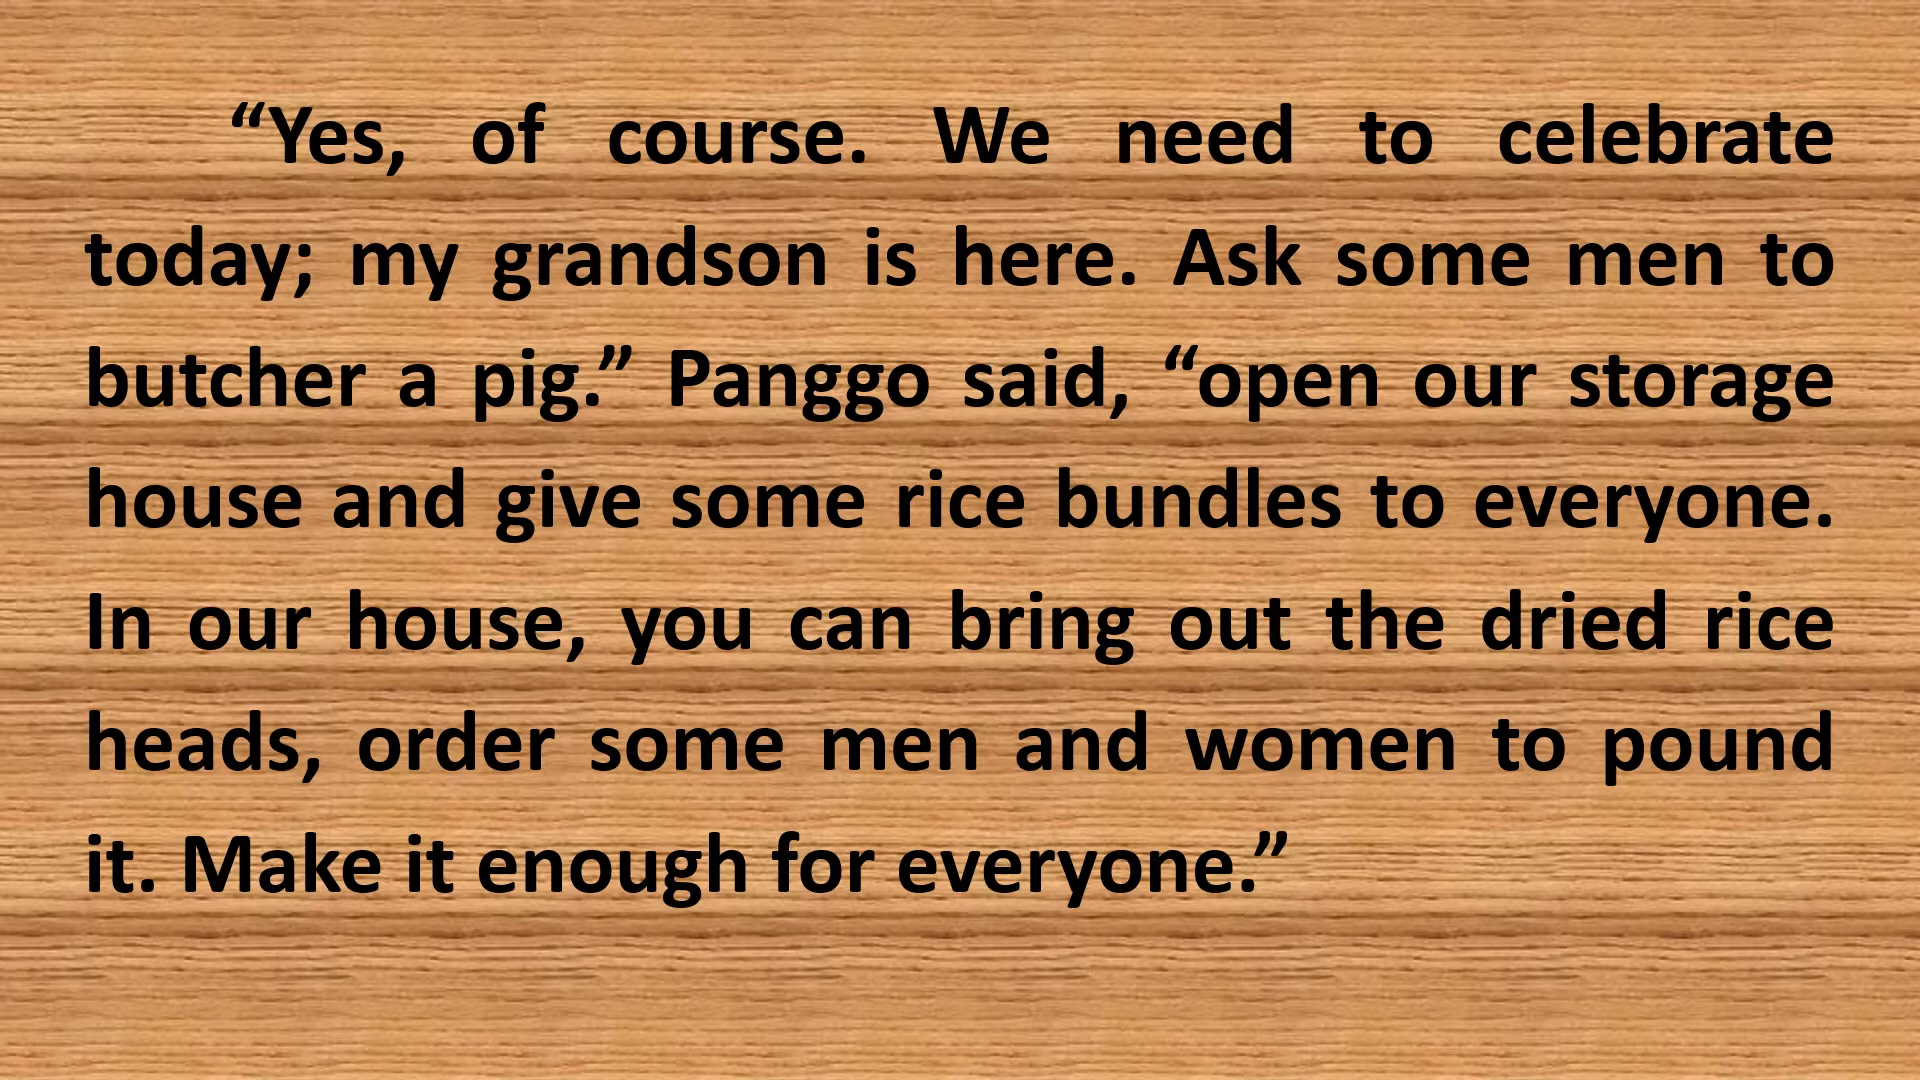 “Yes, of course. We need to celebrate
today; my grandson is here. Ask some men to
butcher a pig.” Panggo said, “open our storage
house and give some rice bundles to everyone.
In our house, you can bring out the dried rice
heads, order some men and women to pound
it. Make it enough for everyone.”